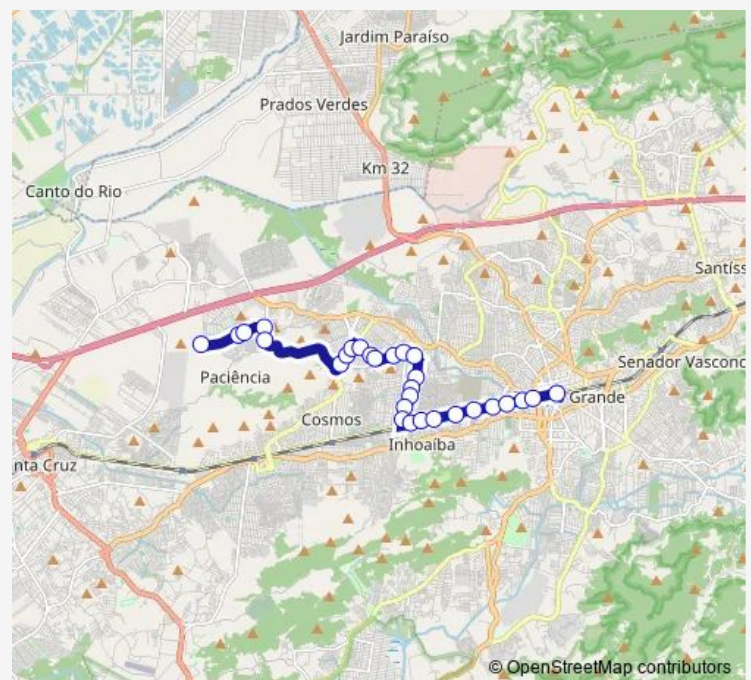 Jardim Paraíso
Prados Verdes
Km 32
Canto do Rio
Santíss
Paciência
Senador Vasconc
Grande
Cosmos
Inhoaíba
nta Cruz
© OpenStreetMap contributors